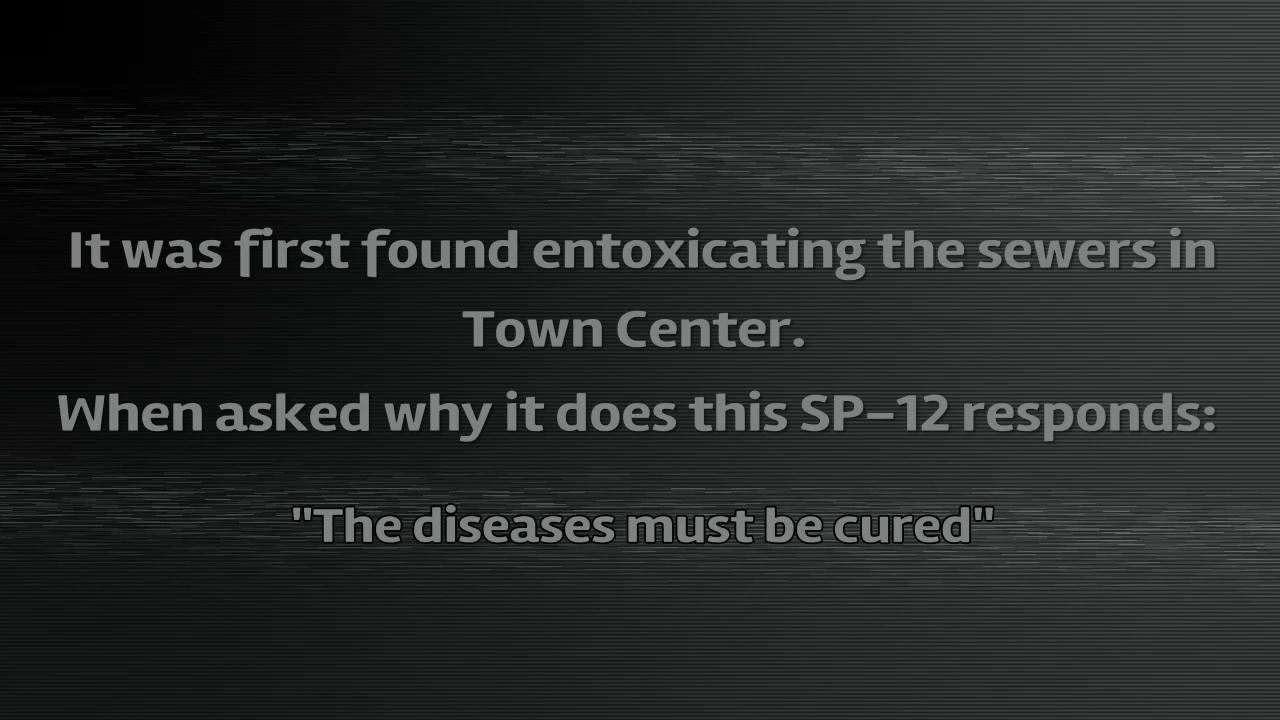 It was first found entoxicating the sewers in
Town Center.
When asked why it does this SP-12 responds:
"The diseases must be cured"